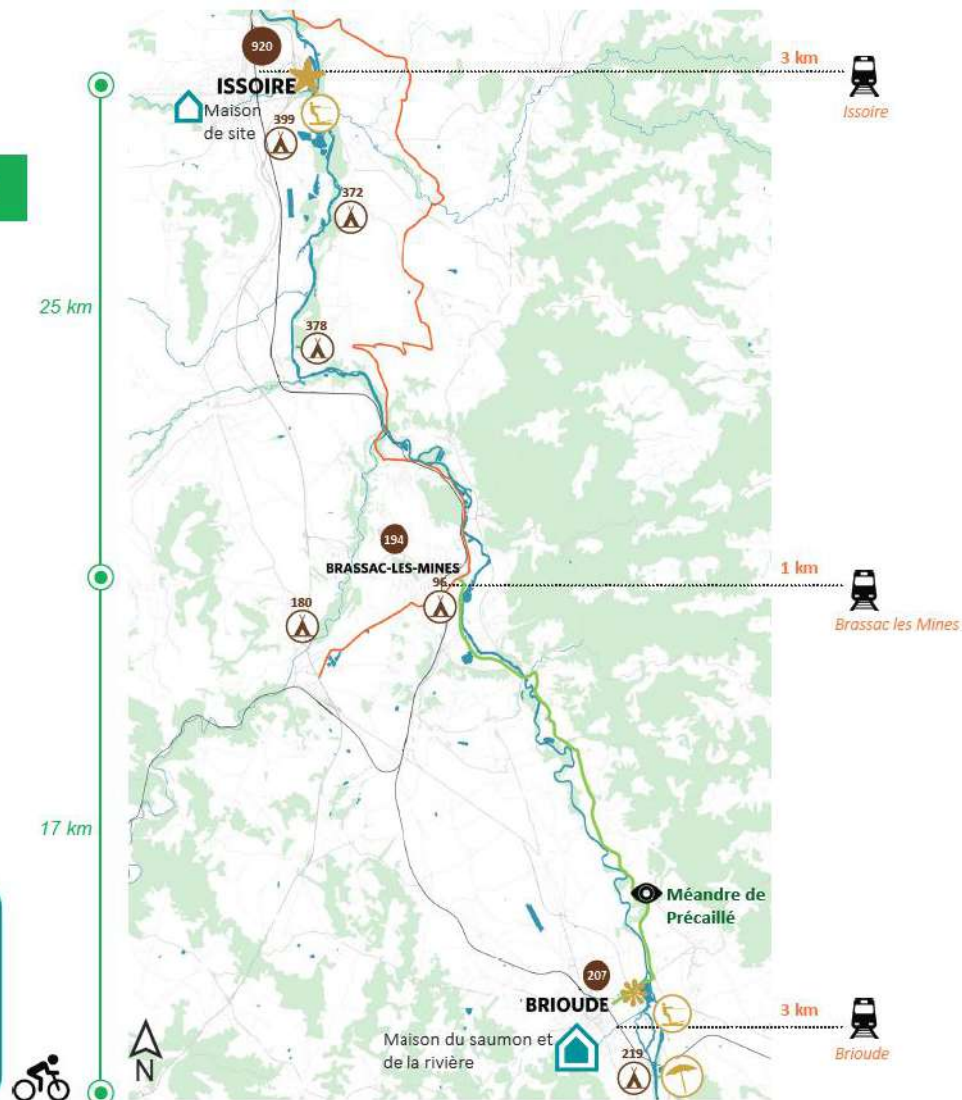 920
3 km
ISSOIRE
Issoire
Maison
de site
399
372
25 km
378
194
BRASSAC-LES-MINES
96
1 km
180
Brassac les Mines
17 km
Méandre de
Précaillé
207
BRIOUDE
3 km
Maison du saumon et
de la rivière
Brioude
219
N